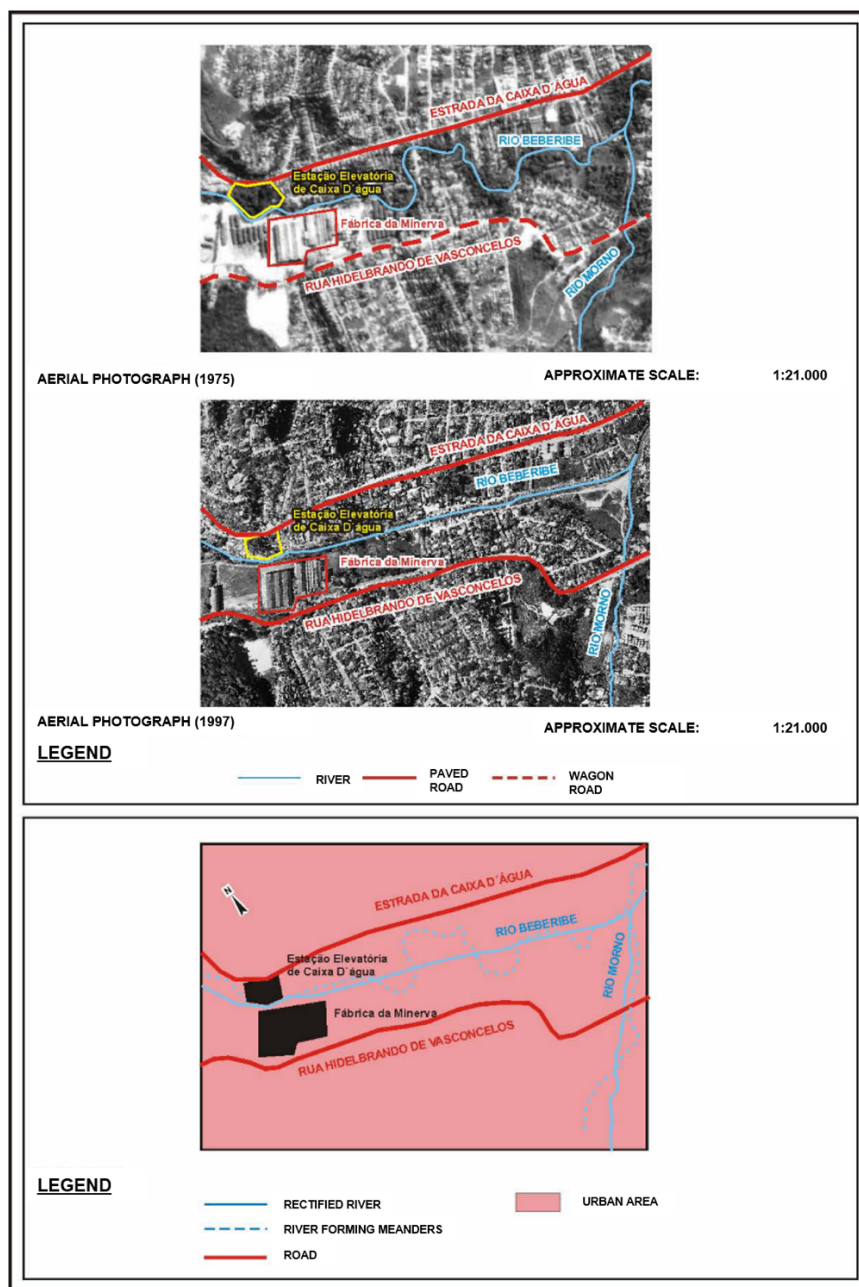 ESTRADA DA CAIXA D´ÁGUA
RIO BEBERIBE
Estação Elevatória
de Caixa D´água
Fábrica da Minerva
RUA HIDELBRANDO DE VASCONCELOS
RIO MORNO
AERIAL PHOTOGRAPH (1975)
APPROXIMATE SCALE: 1:21.000
ESTRADA DA CAIXA D´ÁGUA
RIO BEBERIBE
Estação Elevatória
de Caixa D´água
Fábrica da Minerva
RUA HIDELBRANDO DE VASCONCELOS
RIO MORNO
AERIAL PHOTOGRAPH (1997)
APPROXIMATE SCALE: 1:21.000
LEGEND
RIVER
PAVED
ROAD
WAGON
ROAD
N
ESTRADA DA CAIXA D´ÀGUA
RIO BEBERIBE
Estação Elevatória
de Caixa D´água
RIO MORNO
Fábrica da Minerva
RUA HIDELBRANDO DE VASCONCELOS
LEGEND
RECTIFIED RIVER
URBAN AREA
RIVER FORMING MEANDERS
ROAD